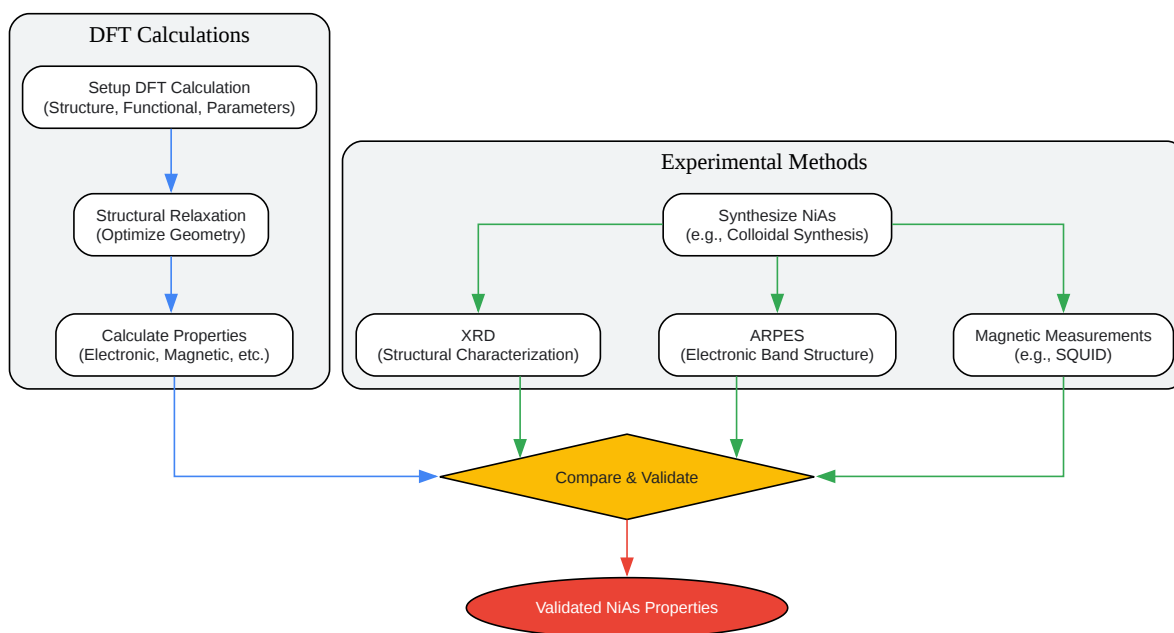 DFT Calculations
Setup DFT Calculation
(Structure, Functional, Parameters)
Structural Relaxation
(Optimize Geometry)
Calculate Properties
(Electronic, Magnetic, etc.)
Experimental Methods
Synthesize NiAs
(e.g., Colloidal Synthesis)
XRD
(Structural Characterization)
ARPES
(Electronic Band Structure)
Magnetic Measurements
(e.g., SQUID)
Compare & Validate
Validated NiAs Properties